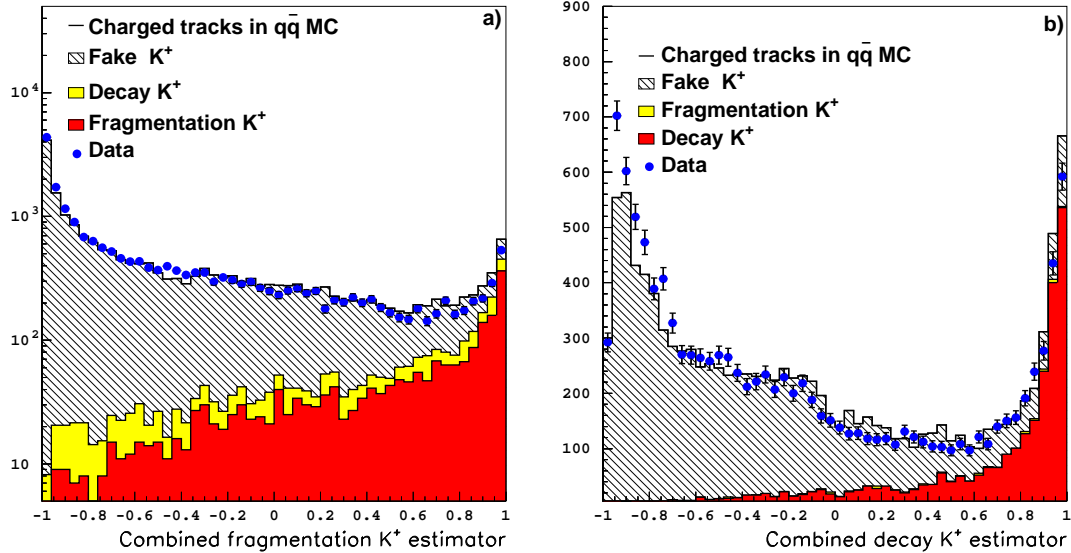 a)
Charged tracks in qq̄ MC
Fake K⁺
Decay K⁺
Fragmentation K⁺
Data
10⁴
10³
10²
10
-1 -0.8 -0.6 -0.4 -0.2 0 0.2 0.4 0.6 0.8 1
Combined fragmentation K⁺ estimator
b)
Charged tracks in qq̄ MC
Fake K⁺
Fragmentation K⁺
Decay K⁺
Data
900
800
700
600
500
400
300
200
100
-1 -0.8 -0.6 -0.4 -0.2 0 0.2 0.4 0.6 0.8 1
Combined decay K⁺ estimator